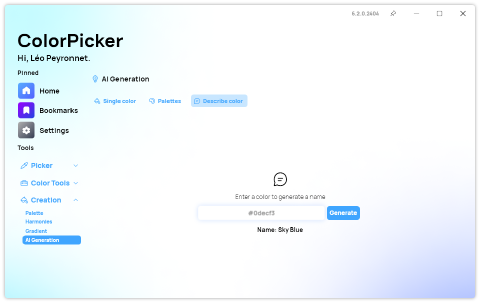 6.2.0.2404
ColorPicker
Hi, Léo Peyronnet.
Pinned
Home
Bookmarks
Settings
Tools
Picker
Color Tools
Creation
Palette
Harmonies
Gradient
AI Generation
AI Generation
Single color
Palettes
Describe color
Enter a color to generate a name
#0decf3
Generate
Name: Sky Blue